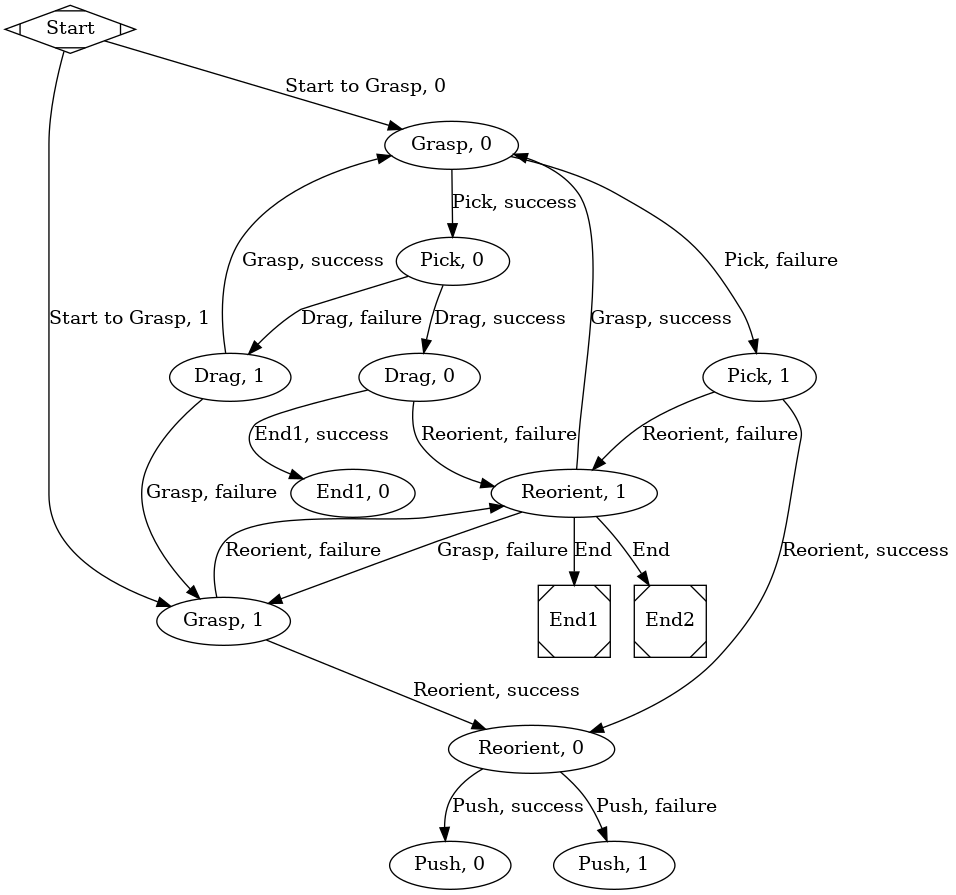 Start
Start to Grasp, 0
Grasp, 0
Pick, success
Pick, 0
Pick, failure
Grasp, success
Start to Grasp, 1
Drag, failure
Drag, success
Grasp, success
Drag, 1
Drag, 0
Pick, 1
End1, success
Reorient, failure
Reorient, failure
Grasp, failure
End1, 0
Reorient, 1
Reorient, failure
Grasp, failure
End
End
Reorient, success
Grasp, 1
End1
End2
Reorient, success
Reorient, 0
Push, success
Push, failure
Push, 0
Push, 1